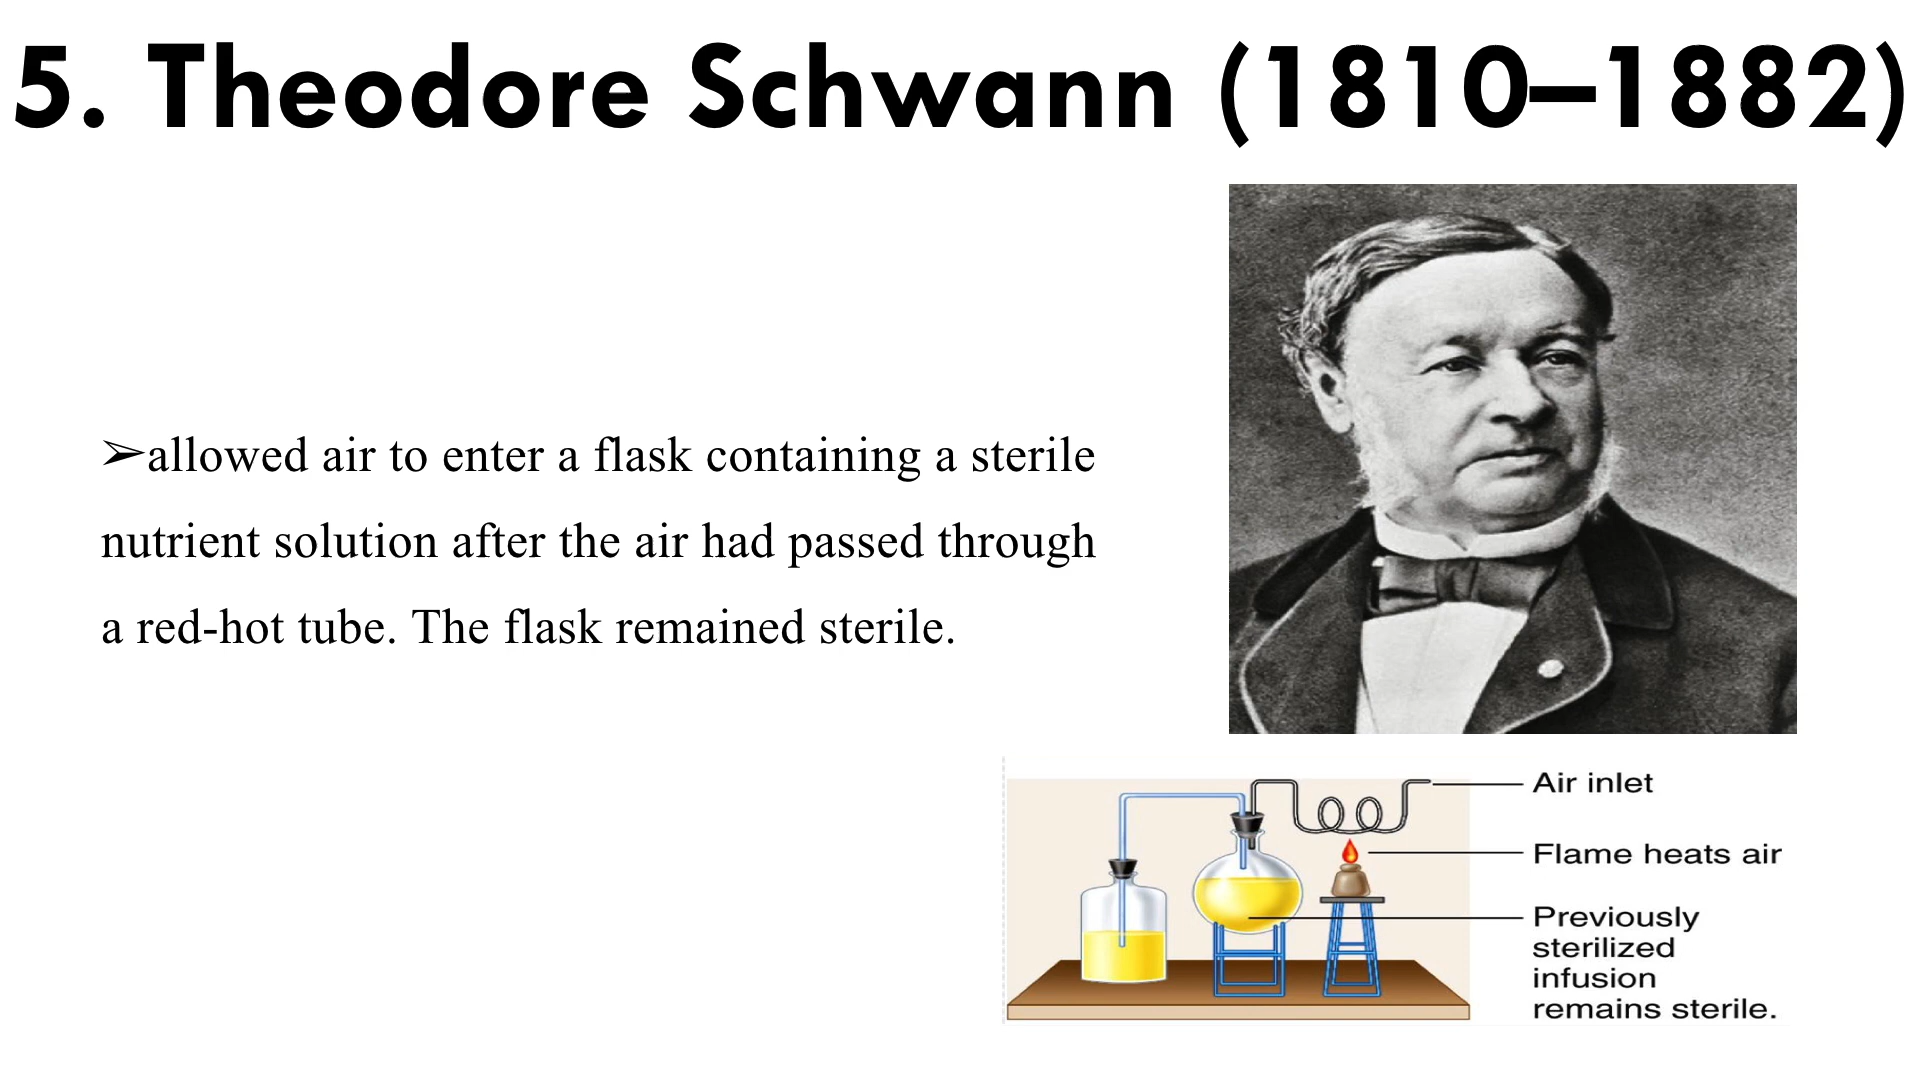 5. Theodore Schwann (1810–1882)
➢allowed air to enter a flask containing a sterile
nutrient solution after the air had passed through
a red-hot tube. The flask remained sterile.
Air inlet
Flame heats air
Previously
sterilized
infusion
remains sterile.